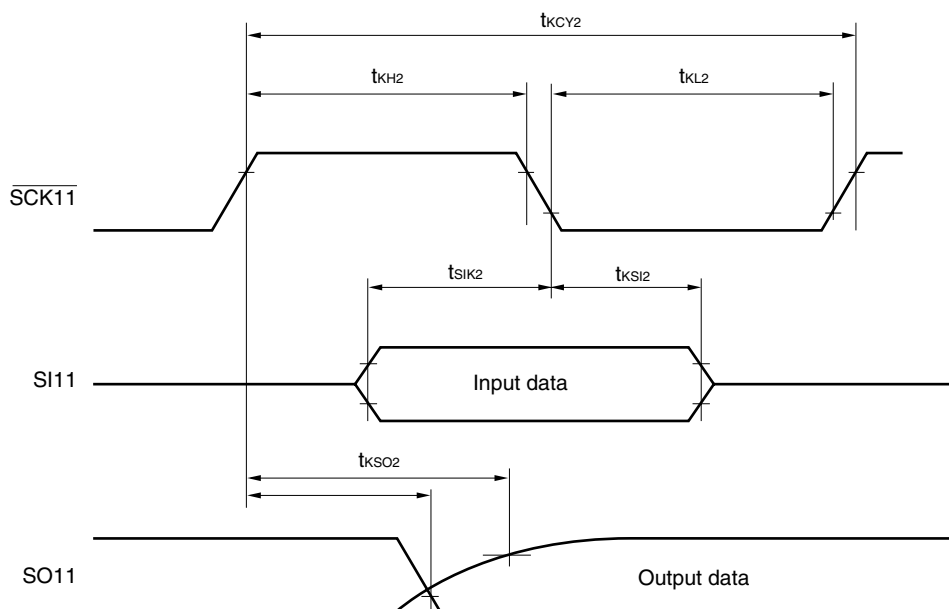 tKCY2
tKH2
tKL2
SCK11
tSIK2
tKSI2
SI11
Input data
tKSO2
SO11
Output data